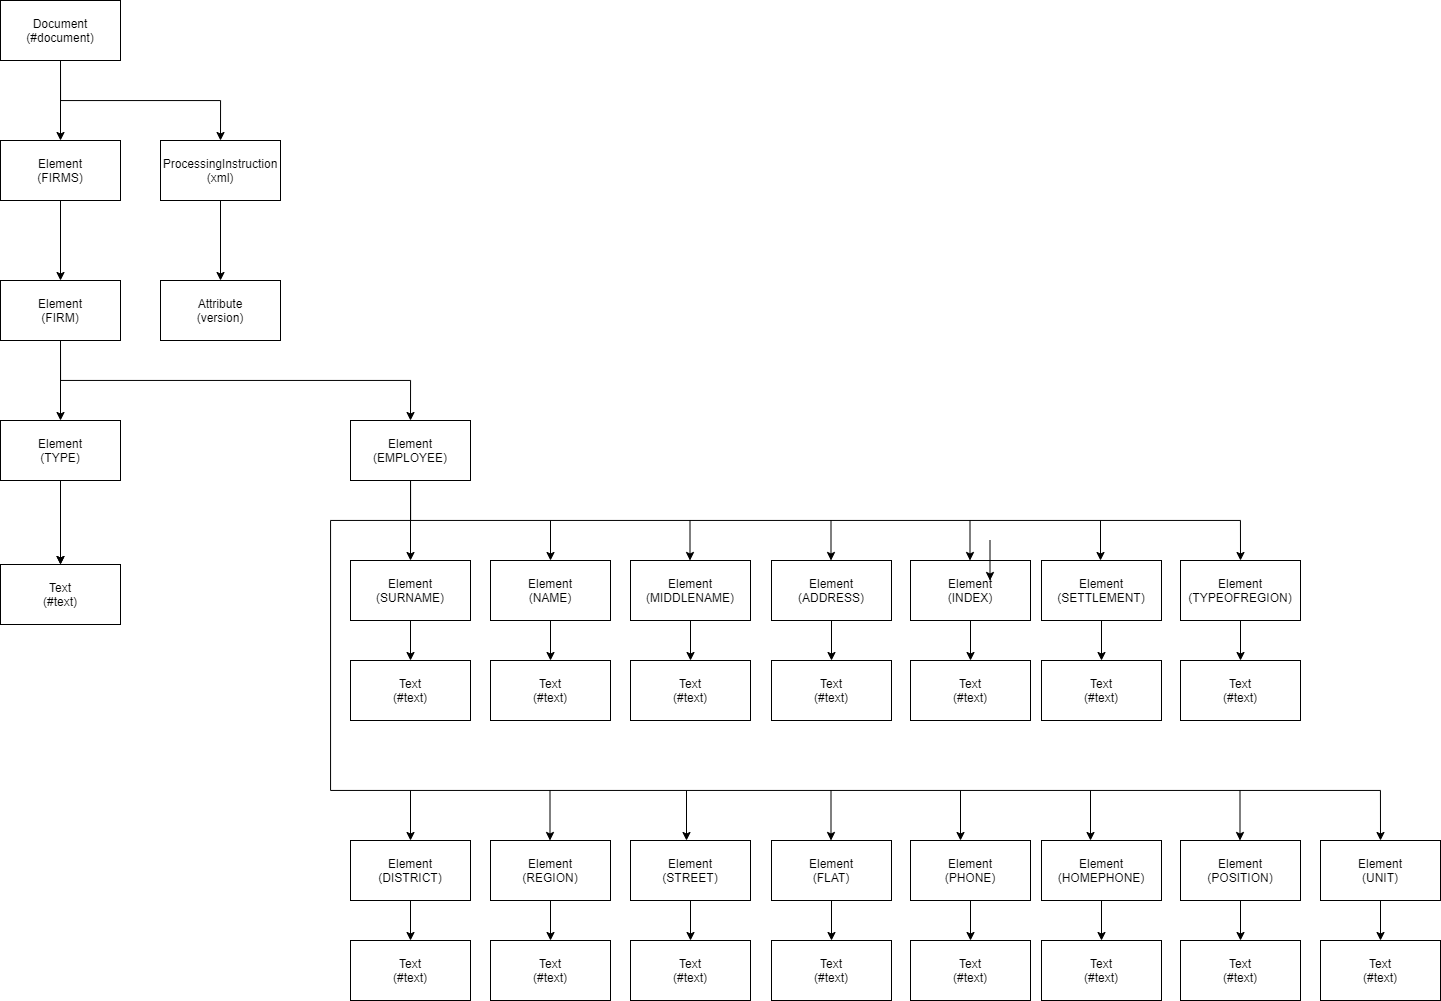 Document
(#document)
Element
(FIRMS)
ProcessingInstruction
(xml)
Element
(FIRM)
Attribute
(version)
Element
(TYPE)
Element
(EMPLOYEE)
Text
(#text)
Element
(SURNAME)
Element
(NAME)
Element
(MIDDLENAME)
Element
(ADDRESS)
Element
(INDEX)
Element
(SETTLEMENT)
Element
(TYPEOFREGION)
Text
(#text)
Text
(#text)
Text
(#text)
Text
(#text)
Text
(#text)
Text
(#text)
Text
(#text)
Element
(DISTRICT)
Element
(REGION)
Element
(STREET)
Element
(FLAT)
Element
(PHONE)
Element
(HOMEPHONE)
Element
(POSITION)
Element
(UNIT)
Text
(#text)
Text
(#text)
Text
(#text)
Text
(#text)
Text
(#text)
Text
(#text)
Text
(#text)
Text
(#text)